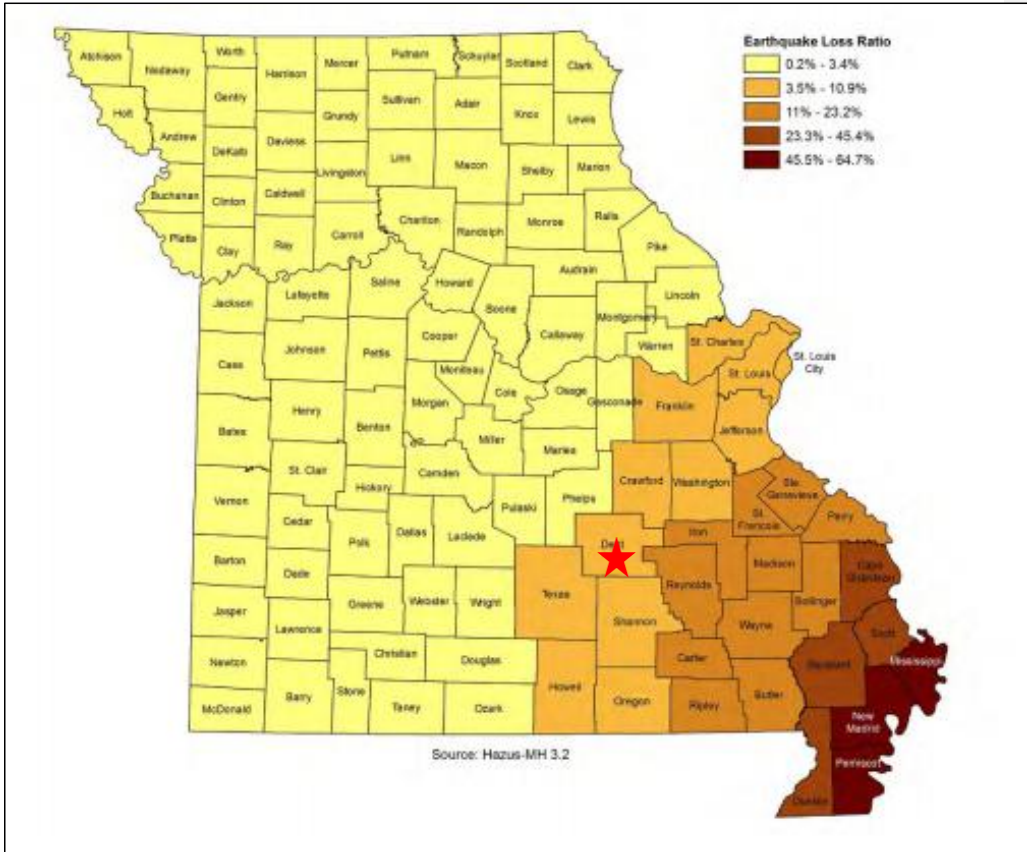 Earthquake Loss Ratio
0.2% - 3.4%
3.5% - 10.9%
11% - 23.2%
23.3% - 45.4%
45.5% - 64.7%
Atchison
Nodaway
Worth
Harrison
Mercer
Putnam
Schuyler
Scotland
Clark
Holt
Gentry
Sullivan
Adair
Knox
Lewis
Andrew
DeKalb
Daviess
Grundy
Linn
Macon
Shelby
Marion
Buchanan
Clinton
Caldwell
Livingston
Chariton
Randolph
Monroe
Ralls
Platte
Clay
Ray
Carroll
Pike
Audrain
Jackson
Lafayette
Saline
Howard
Boone
Callaway
Montgomery
Lincoln
Warren
St. Charles
St. Louis
City
St. Louis
Cass
Johnson
Pettis
Cooper
Moniteau
Cole
Osage
Gasconade
Franklin
Jefferson
Bates
Henry
Benton
Morgan
Miller
Maries
St. Clair
Hickory
Camden
Pulaski
Phelps
Crawford
Washington
Ste.
Genevieve
St.
Francois
Perry
Vernon
Cedar
Polk
Dallas
Laclede
Dent
Iron
Madison
Cape
Girardeau
Barton
Dade
Greene
Webster
Wright
Texas
Shannon
Reynolds
Wayne
Bollinger
Scott
Mississippi
Jasper
Lawrence
Christian
Douglas
Howell
Oregon
Carter
Ripley
Butler
Stoddard
New
Madrid
Newton
McDonald
Barry
Stone
Taney
Ozark
Pemiscot
Dunklin
Source: Hazus-MH 3.2